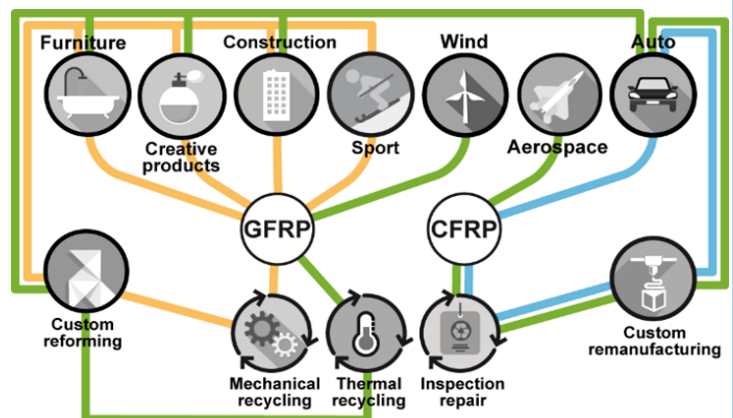 Furniture
Construction
Wind
Auto
Creative
products
Sport
Aerospace
GFRP
CFRP
Custom
reforming
Mechanical
recycling
Thermal
recycling
Inspection
repair
Custom
remanufacturing